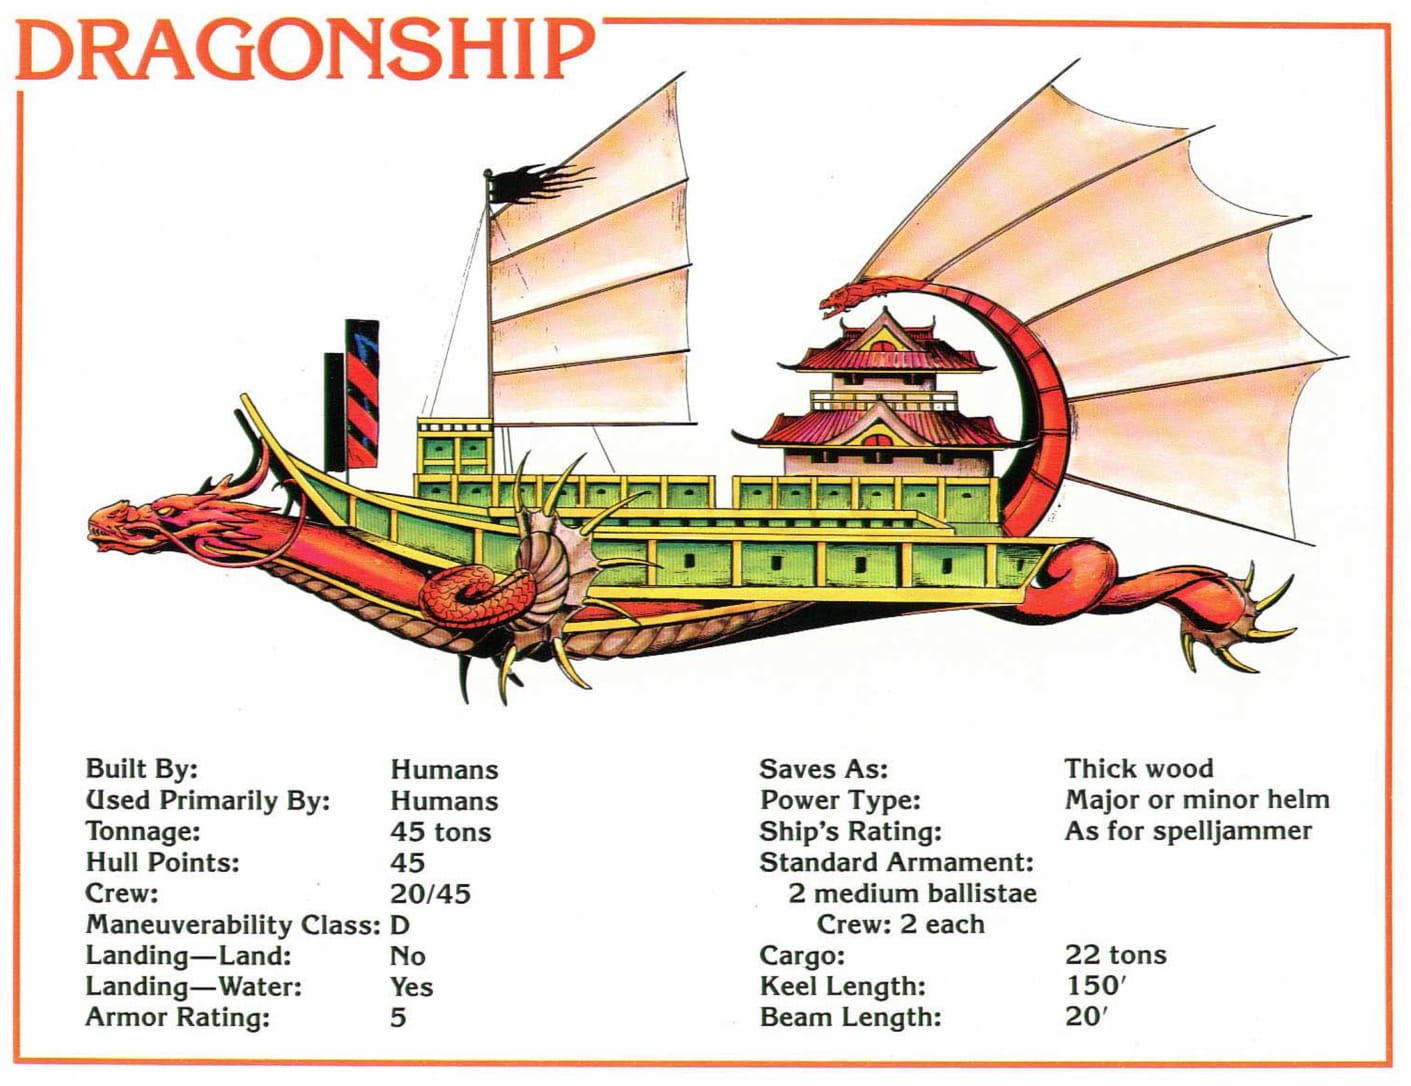 DRAGONSHIP
Built By: Humans
Used Primarily By: Humans
Tonnage: 45 tons
Hull Points: 45
Crew: 20/45
Maneuverability Class: D
Landing—Land: No
Landing—Water: Yes
Armor Rating: 5
Saves As: Thick wood
Power Type: Major or minor helm
Ship's Rating: As for spelljammer
Standard Armament:
2 medium ballistae
Crew: 2 each
Cargo: 22 tons
Keel Length: 150'
Beam Length: 20'